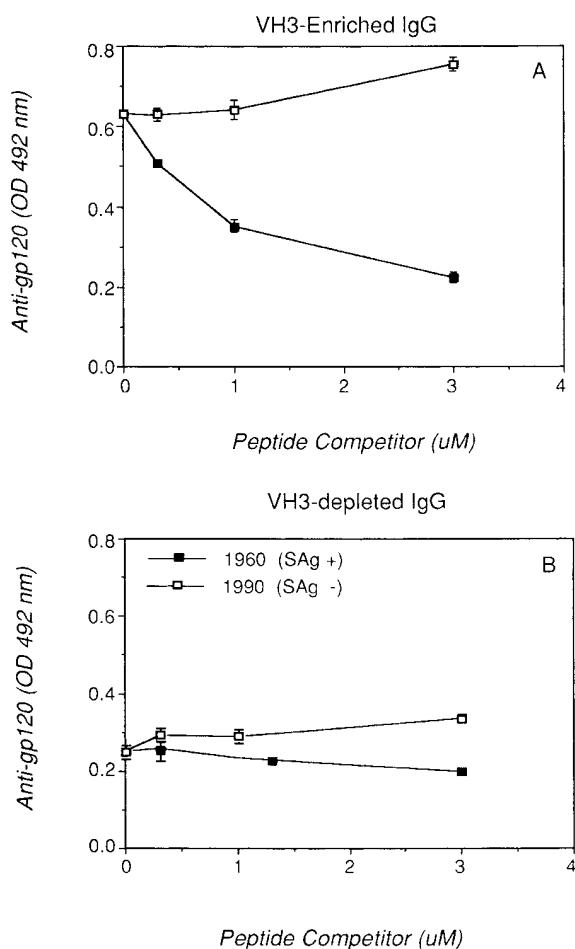 VH3-Enriched IgG
A
Anti-gp120 (OD 492 nm)
0.8
0.6
0.4
0.2
0.0
0 1 2 3 4
Peptide Competitor (uM)
VH3-depleted IgG
B
1960 (SAg +)
1990 (SAg -)
Anti-gp120 (OD 492 nm)
0.8
0.6
0.4
0.2
0.0
0 1 2 3 4
Peptide Competitor (uM)